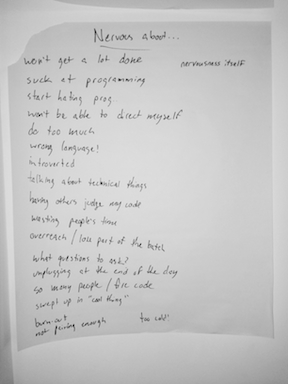 Nervous about...
won't get a lot done
nervousness itself
suck at programming
start hating prog.
won't be able to direct myself
do too much
wrong language!
introverted
talking about technical things
having others judge my code
wasting people's time
overreach / lose part of the batch
what questions to ask?
unplugging at the end of the day
so many people / fire code
swept up in "cool thing"
burn-out
not pairing enough
too cold!